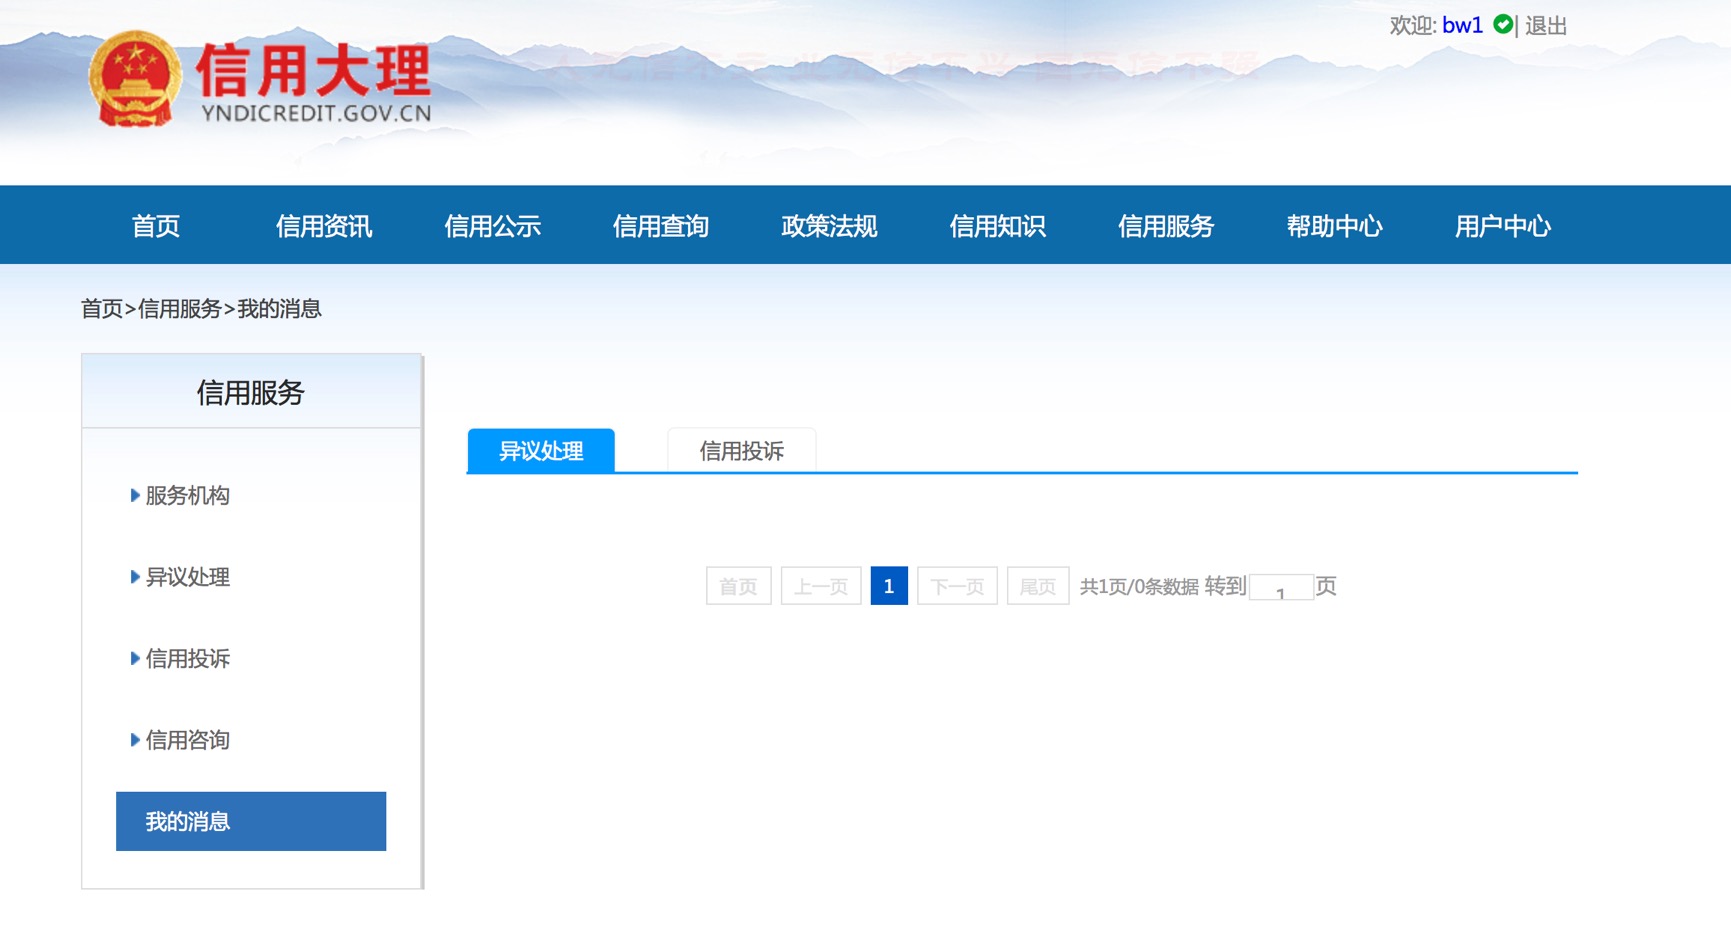 欢迎: bw1 | 退出
信用大理
YNDICREDIT.GOV.CN
首页 信用资讯 信用公示 信用查询 政策法规 信用知识 信用服务 帮助中心 用户中心
首页>信用服务>我的消息
信用服务
服务机构
异议处理
信用投诉
信用咨询
我的消息
异议处理 信用投诉
首页 上一页 1 下一页 尾页 共1页/0条数据 转到 1 页